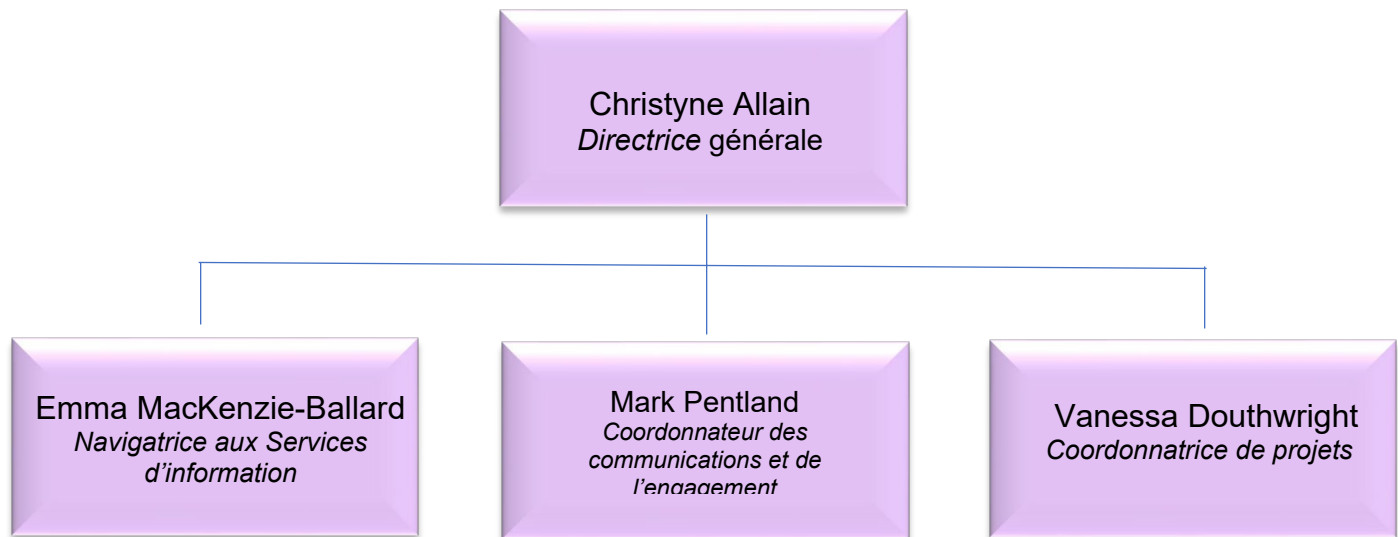 Christyne Allain
Directrice générale
Emma MacKenzie-Ballard
Navigatrice aux Services
d’information
Mark Pentland
Coordonnateur des
communications et de
l’engagement
Vanessa Douthwright
Coordonnatrice de projets